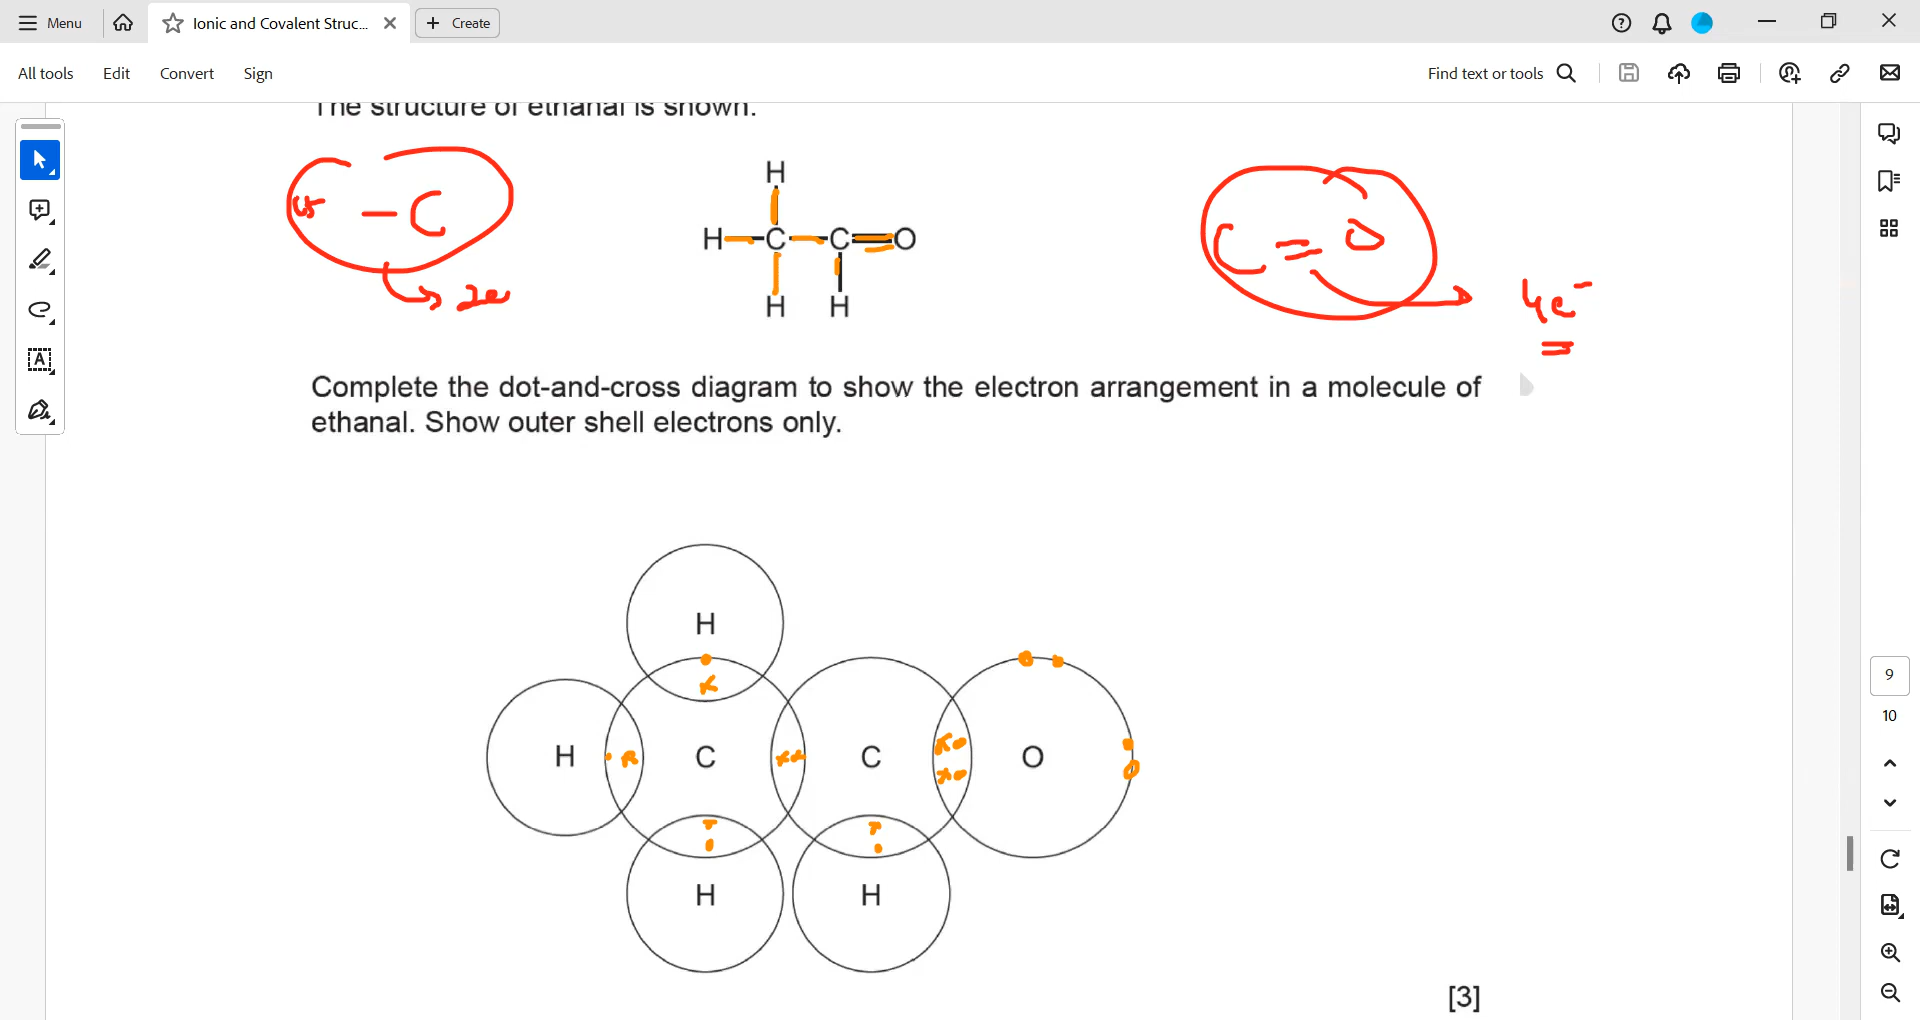 Menu
Ionic and Covalent Struc...
Create
All tools
Edit
Convert
Sign
Find text or tools
The structure of ethanal is shown.
H
H C C O
H H
– C
2e
C = O
4e⁻
Complete the dot-and-cross diagram to show the electron arrangement in a molecule of
ethanal. Show outer shell electrons only.
H
H C C O
H H
[3]
9
10